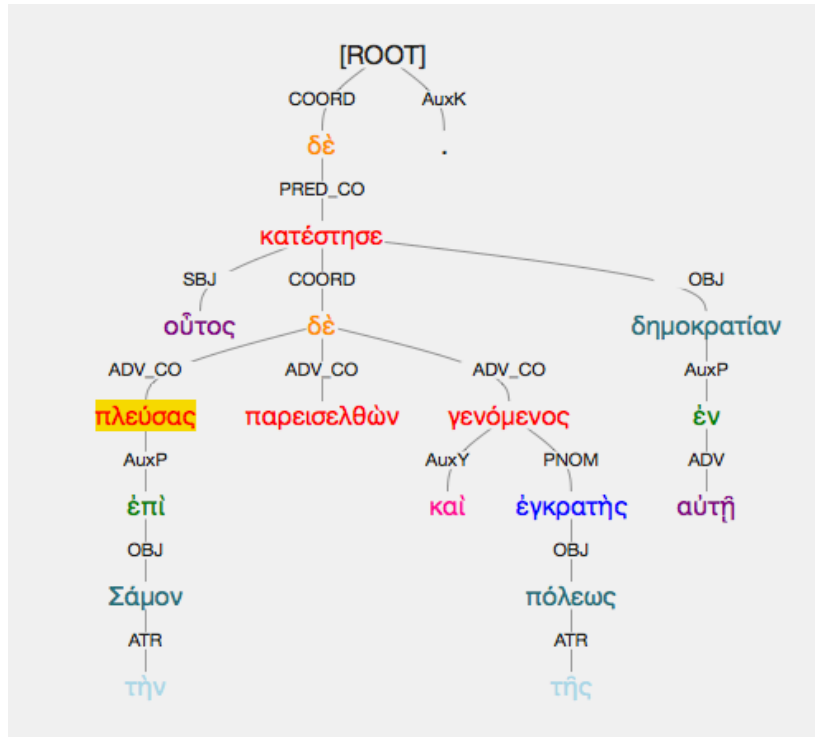 [ROOT]
COORD AuxK
δὲ .
PRED_CO
κατέστησε
SBJ COORD OBJ
οὗτος δὲ δημοκρατίαν
ADV_CO ADV_CO ADV_CO AuxP
πλεύσας παρεισελθὼν γενόμενος ἐν
AuxP AuxY PNOM ADV
ἐπὶ καὶ ἐγκρατὴς αὐτῇ
OBJ OBJ
Σάμον πόλεως
ATR ATR
τὴν τῆς